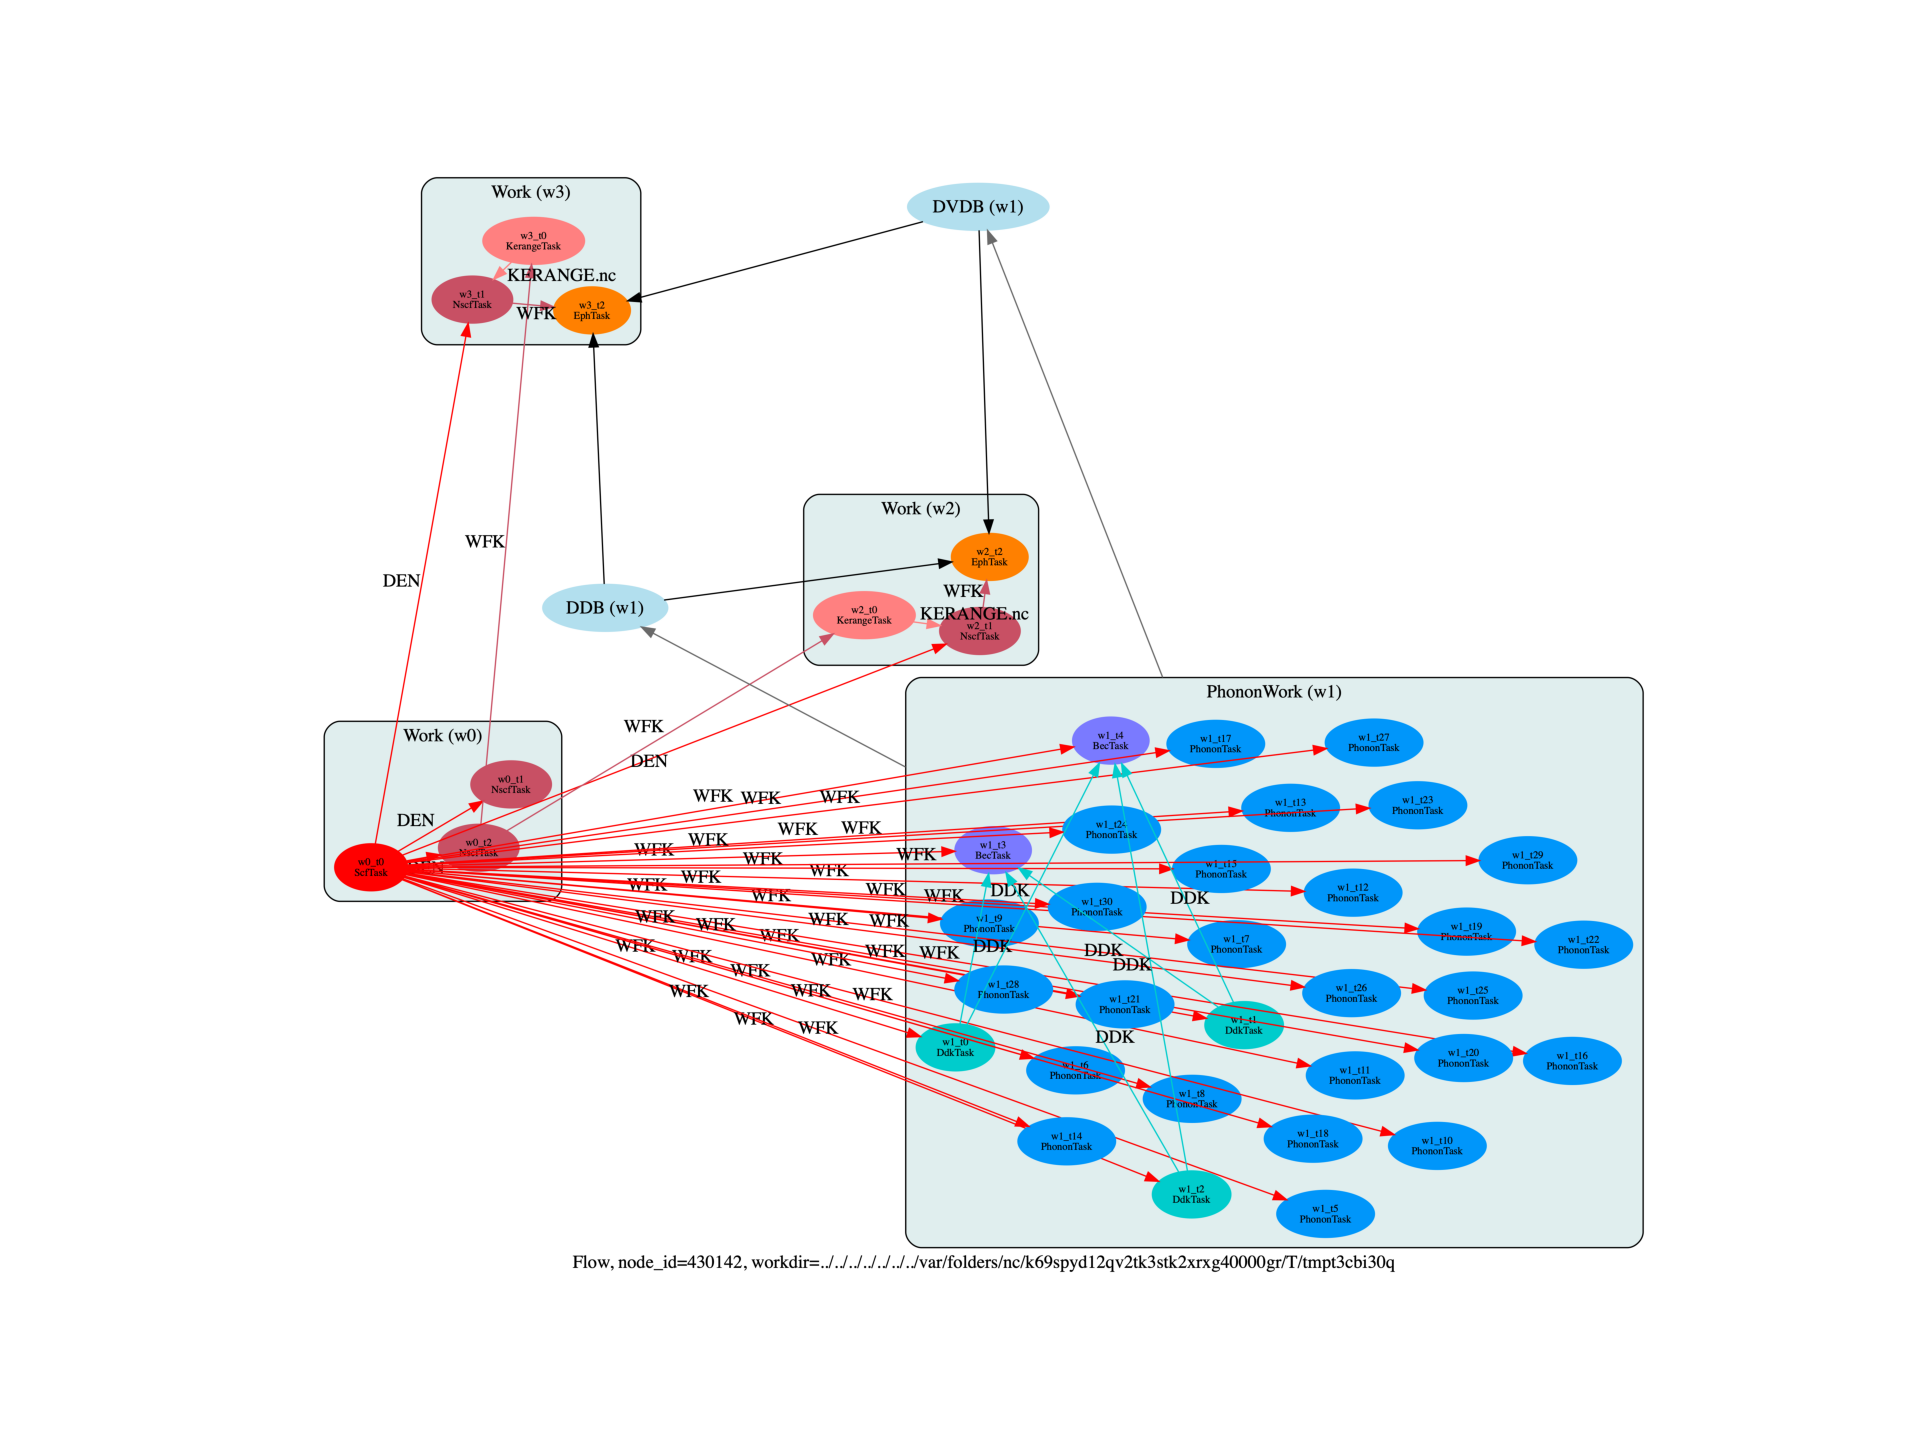 Work (w3)
w3_t0
KerangeTask
KERANGE.nc
w3_t1
NscfTask
WFK
w3_t2
EphTask
DVDB (w1)
WFK
DEN
DDB (w1)
Work (w2)
w2_t2
EphTask
WFK
w2_t0
KerangeTask
KERANGE.nc
w2_t1
NscfTask
WFK
DEN
Work (w0)
w0_t1
NscfTask
DEN
w0_t2
NscfTask
w0_t0
ScfTask
DEN
PhononWork (w1)
w1_t4
BecTask
w1_t17
PhononTask
w1_t27
PhononTask
WFK
WFK
WFK
w1_t13
PhononTask
w1_t23
PhononTask
w1_t24
PhononTask
WFK
WFK
WFK
WFK
WFK
WFK
w1_t3
BecTask
w1_t15
PhononTask
w1_t29
PhononTask
WFK
WFK
WFK
WFK
WFK
WFK
DDK
DDK
w1_t12
PhononTask
w1_t30
PhononTask
w1_t9
PhononTask
w1_t7
PhononTask
w1_t19
PhononTask
w1_t22
PhononTask
WFK
WFK
WFK
WFK
WFK
WFK
WFK
WFK
DDK
DDK
DDK
WFK
WFK
WFK
WFK
w1_t28
PhononTask
w1_t21
PhononTask
w1_t26
PhononTask
w1_t25
PhononTask
WFK
WFK
WFK
WFK
WFK
w1_t1
DdkTask
DDK
w1_t0
DdkTask
w1_t6
PhononTask
w1_t8
PhononTask
w1_t11
PhononTask
w1_t20
PhononTask
w1_t16
PhononTask
w1_t14
PhononTask
w1_t18
PhononTask
w1_t10
PhononTask
w1_t2
DdkTask
w1_t5
PhononTask
Flow, node_id=430142, workdir=../../../../../../../var/folders/nc/k69spyd12qv2tk3stk2xrxg40000gr/T/tmpt3cbi30q